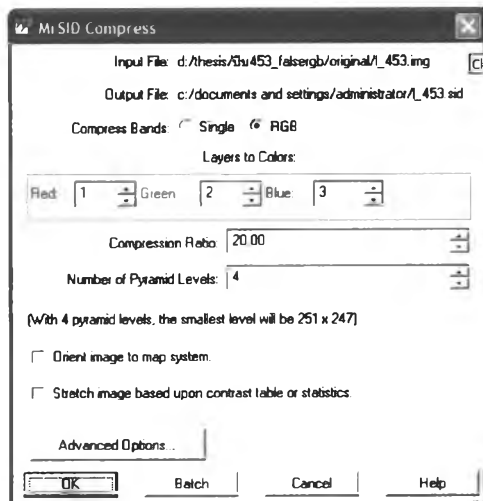 MrSID Compress
Input File: d:/thesis/ปีน453_falsergb/original/l_453.img
Output File: c:/documents and settings/administrator/l_453.sid
Compress Bands: Single RGB
Layers to Colors:
Red: 1 Green 2 Blue: 3
Compression Ratio: 20.00
Number of Pyramid Levels: 4
(With 4 pyramid levels, the smallest level will be 251 x 247)
Orient image to map system.
Stretch image based upon contrast table or statistics.
Advanced Options...
OK Batch Cancel Help